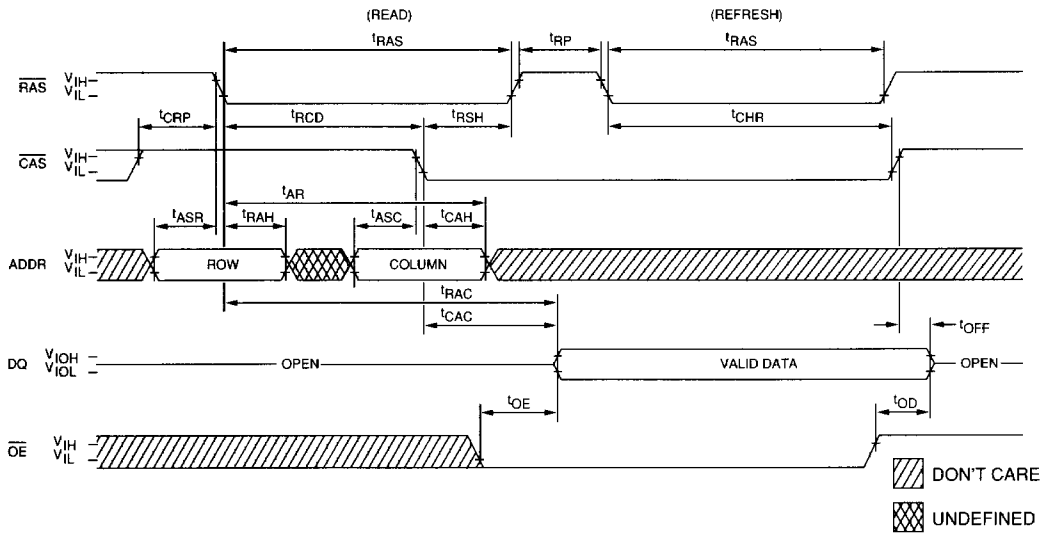 (READ) (REFRESH)
tRAS tRP tRAS
RAS VIH VIL
tCRP tRCD tRSH tCHR
CAS VIH VIL
tAR
tASR tRAH tASC tCAH
ADDR VIH VIL ROW COLUMN
tRAC
tCAC tOFF
DQ VIOH VIOL OPEN VALID DATA OPEN
tOE tOD
OE VIH VIL
DON'T CARE
UNDEFINED